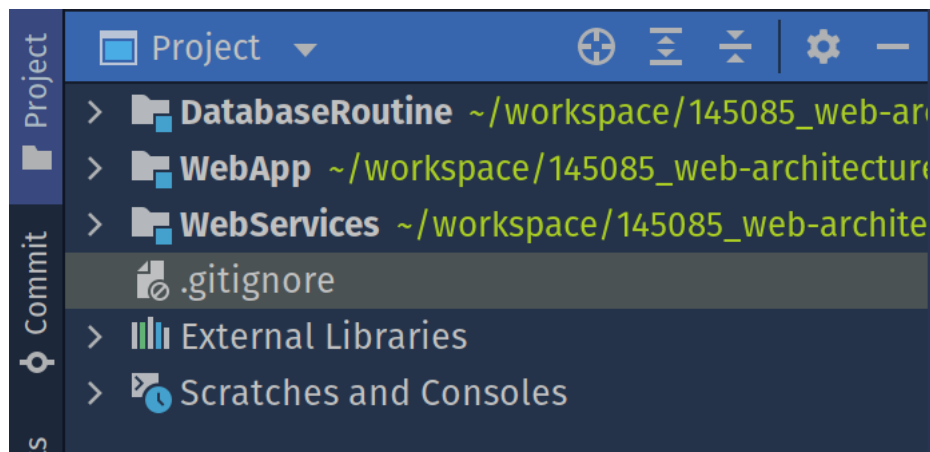 Project
Project
Commit
DatabaseRoutine ~/workspace/145085_web-ar
WebApp ~/workspace/145085_web-architectur
WebServices ~/workspace/145085_web-archite
.gitignore
External Libraries
Scratches and Consoles